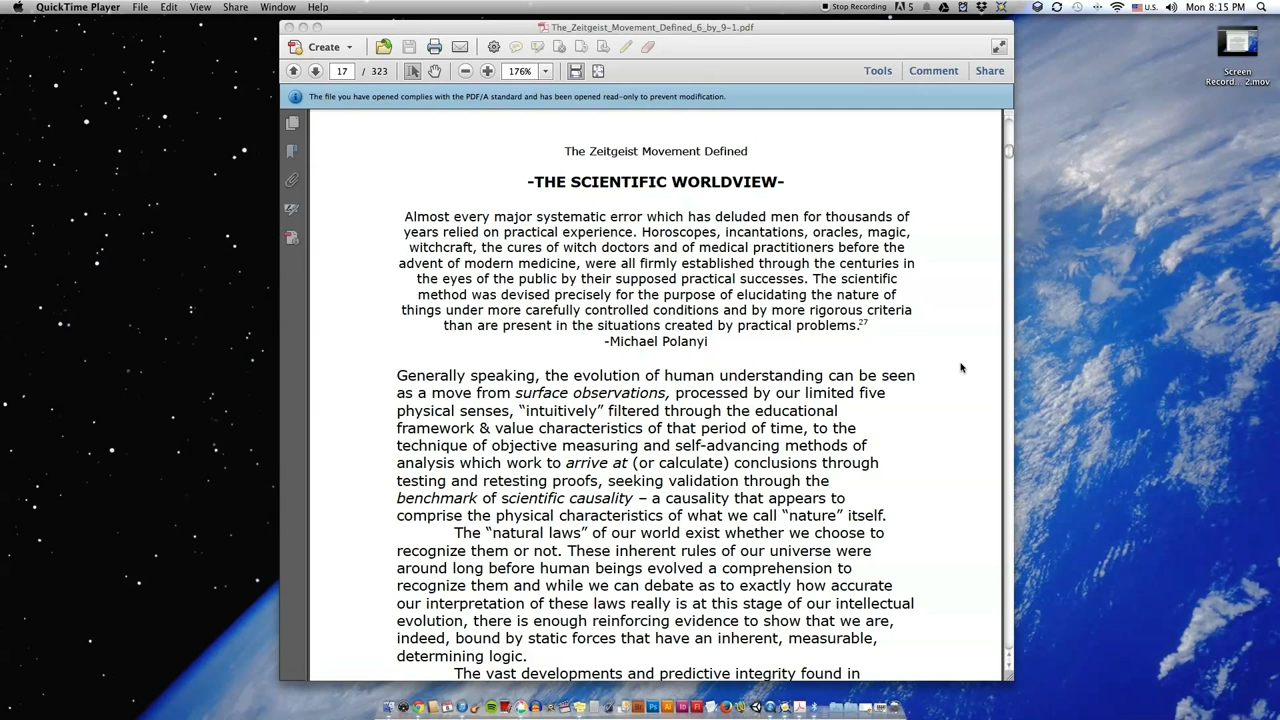 QuickTime Player File Edit View Share Window Help Stop Recording 5 U.S. Mon 8:15 PM
The_Zeitgeist_Movement_Defined_6_by_9-1.pdf
Create
17 / 323 176% Tools Comment Share
The file you have opened complies with the PDF/A standard and has been opened read-only to prevent modification.
Screen
Record... 2.mov
The Zeitgeist Movement Defined
-THE SCIENTIFIC WORLDVIEW-
Almost every major systematic error which has deluded men for thousands of
years relied on practical experience. Horoscopes, incantations, oracles, magic,
witchcraft, the cures of witch doctors and of medical practitioners before the
advent of modern medicine, were all firmly established through the centuries in
the eyes of the public by their supposed practical successes. The scientific
method was devised precisely for the purpose of elucidating the nature of
things under more carefully controlled conditions and by more rigorous criteria
than are present in the situations created by practical problems.27
-Michael Polanyi
Generally speaking, the evolution of human understanding can be seen
as a move from surface observations, processed by our limited five
physical senses, “intuitively” filtered through the educational
framework & value characteristics of that period of time, to the
technique of objective measuring and self-advancing methods of
analysis which work to arrive at (or calculate) conclusions through
testing and retesting proofs, seeking validation through the
benchmark of scientific causality – a causality that appears to
comprise the physical characteristics of what we call “nature” itself.
The “natural laws” of our world exist whether we choose to
recognize them or not. These inherent rules of our universe were
around long before human beings evolved a comprehension to
recognize them and while we can debate as to exactly how accurate
our interpretation of these laws really is at this stage of our intellectual
evolution, there is enough reinforcing evidence to show that we are,
indeed, bound by static forces that have an inherent, measurable,
determining logic.
The vast developments and predictive integrity found in
Br Ps Ai Id Fl